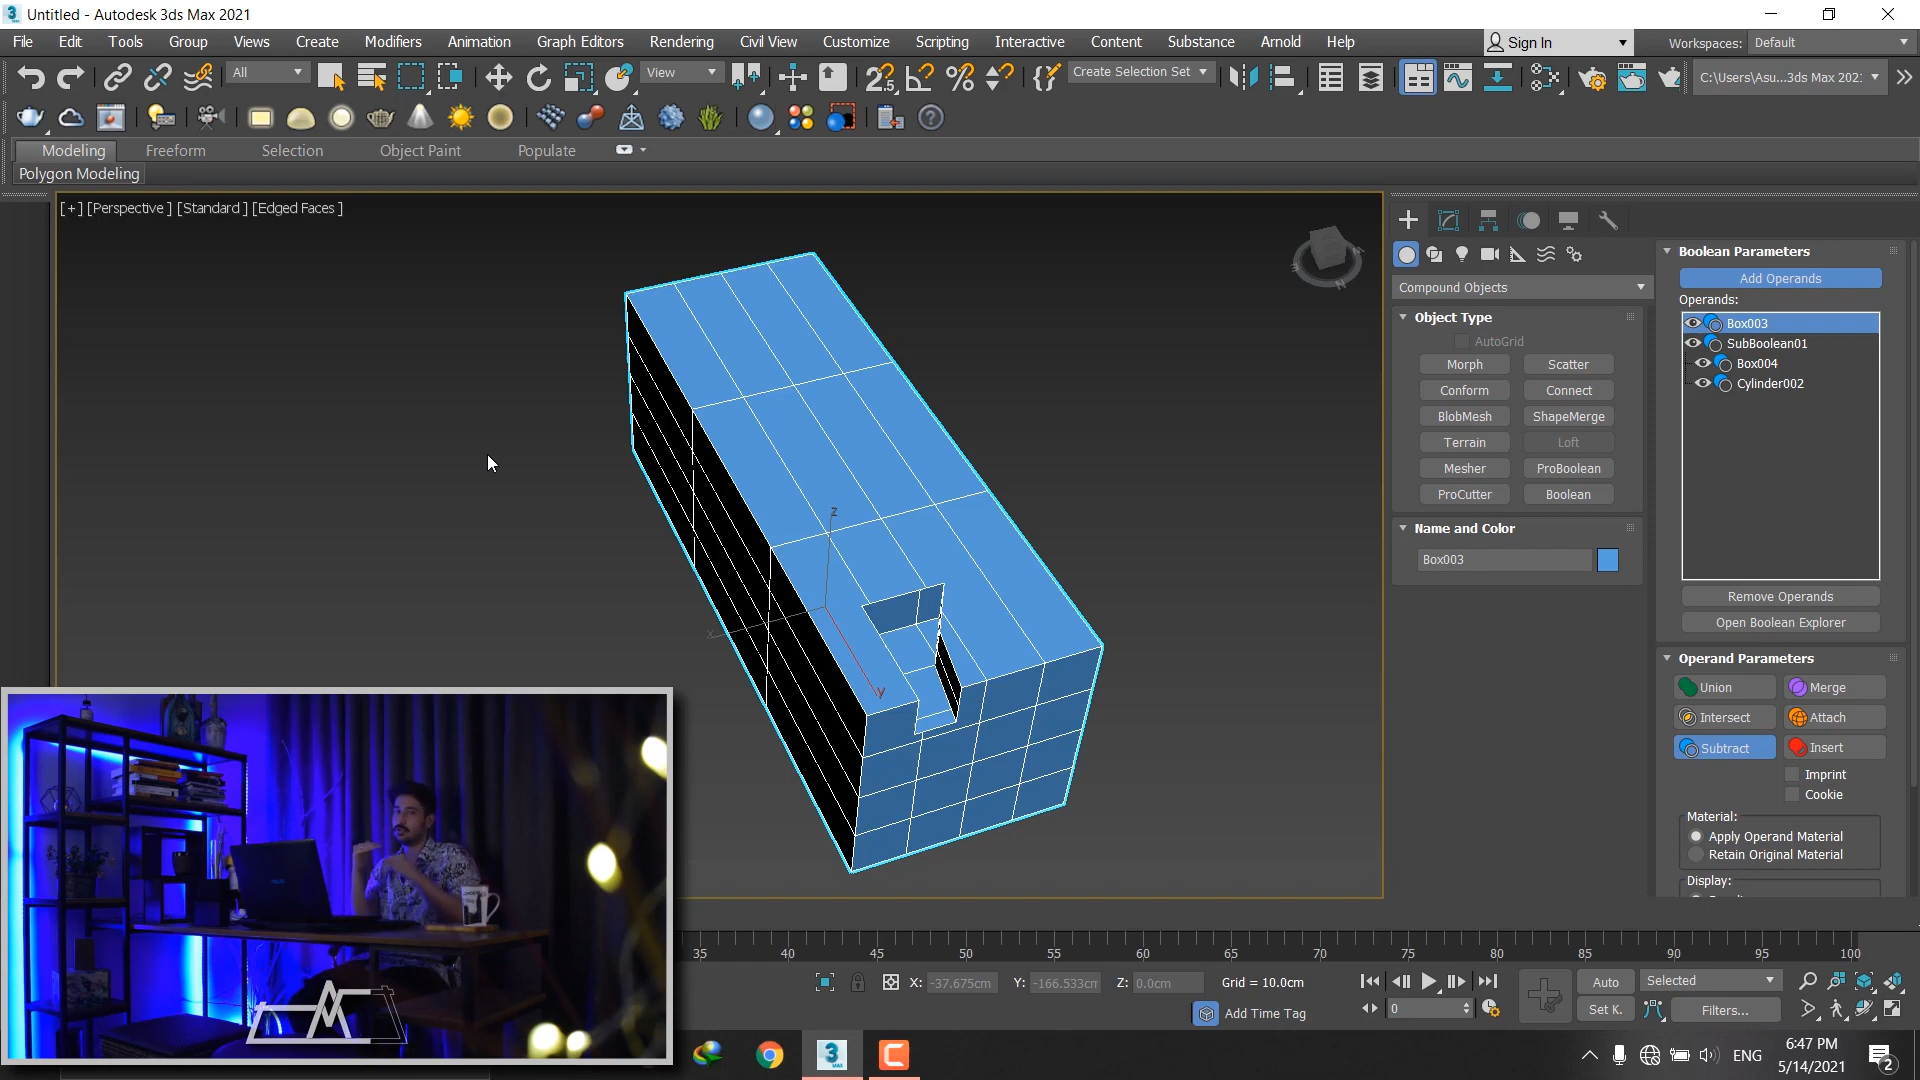 Untitled - Autodesk 3ds Max 2021
File Edit Tools Group Views Create Modifiers Animation Graph Editors Rendering Civil View Customize Scripting Interactive Content Substance Arnold Help
Sign In
Workspaces: Default
All
View
Create Selection Set
C:\Users\Asu...3ds Max 202:
Modeling Freeform Selection Object Paint Populate
Polygon Modeling
[+] [Perspective ] [Standard ] [Edged Faces ]
Compound Objects
Object Type
AutoGrid
Morph Scatter
Conform Connect
BlobMesh ShapeMerge
Terrain Loft
Mesher ProBoolean
ProCutter Boolean
Name and Color
Box003
Boolean Parameters
Add Operands
Operands:
Box003
SubBoolean01
Box004
Cylinder002
Remove Operands
Open Boolean Explorer
Operand Parameters
Union Merge
Intersect Attach
Subtract Insert
Imprint
Cookie
Material:
Apply Operand Material
Retain Original Material
Display:
z
x
y
35 40 45 50 55 60 65 70 75 80 85 90 95 100
X: -37.675cm Y: -166.533cm Z: 0.0cm Grid = 10.0cm
Add Time Tag
0
Auto Selected
Set K. Filters...
ENG
6:47 PM
5/14/2021
2